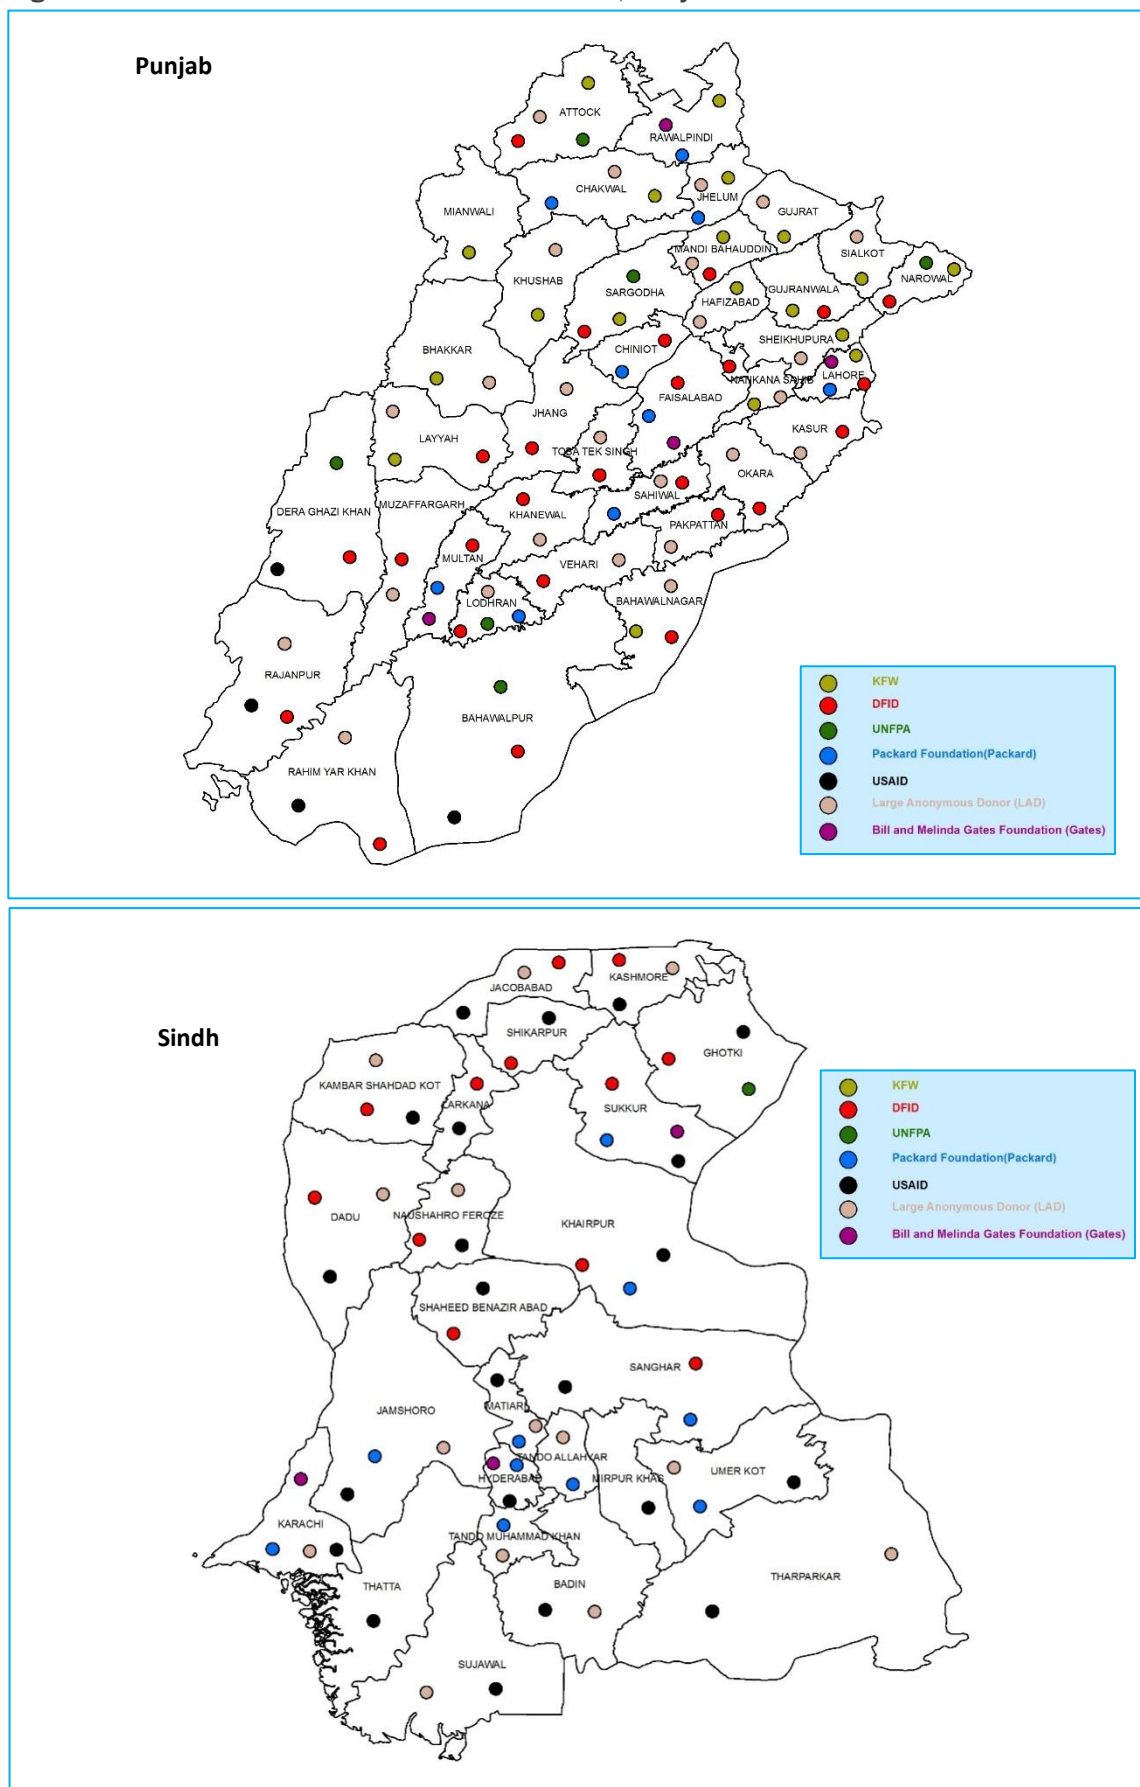 Punjab
ATTOCK
RAWALPINDI
CHAKWAL
JHELUM
MIANWALI
GUJRAT
MANDI BAHAUDDIN
SIALKOT
KHUSHAB
SARGODHA
HAFIZABAD
GUJRANWALA
NAROWAL
SHEIKHUPURA
CHINIOT
BHAKKAR
NANKANA SAHIB
LAHORE
FAISALABAD
JHANG
KASUR
LAYYAH
TOBA TEK SINGH
OKARA
SAHIWAL
DERA GHAZI KHAN
MUZAFFARGARH
KHANEWAL
PAKPATTAN
MULTAN
VEHARI
LODHRAN
BAHAWALNAGAR
RAJANPUR
BAHAWALPUR
RAHIM YAR KHAN
KFW
DFID
UNFPA
Packard Foundation(Packard)
USAID
Large Anonymous Donor (LAD)
Bill and Melinda Gates Foundation (Gates)
Sindh
JACOBABAD
KASHMORE
SHIKARPUR
GHOTKI
KAMBAR SHAHDAD KOT
LARKANA
SUKKUR
DADU
NAUSHAHRO FEROZE
KHAIRPUR
SHAHEED BENAZIR ABAD
SANGHAR
MATIARI
JAMSHORO
TANDO ALLAHYAR
HYDERABAD
MIRPUR KHAS
UMER KOT
KARACHI
TANDO MUHAMMAD KHAN
THATTA
BADIN
THARPARKAR
SUJAWAL
KFW
DFID
UNFPA
Packard Foundation(Packard)
USAID
Large Anonymous Donor (LAD)
Bill and Melinda Gates Foundation (Gates)